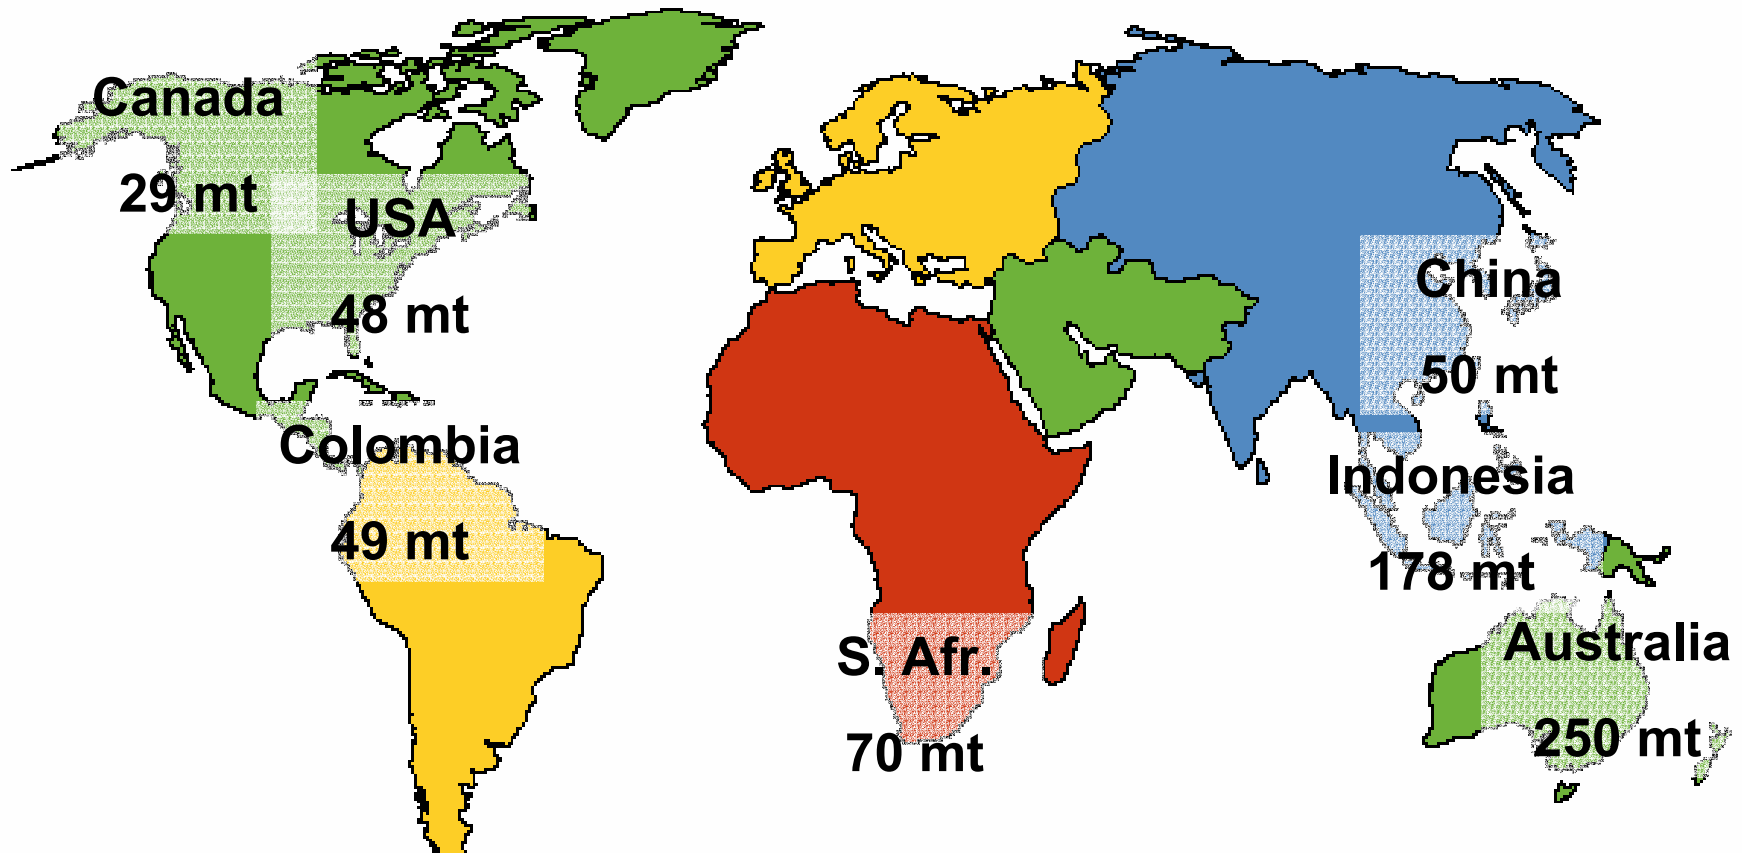 Canada
29 mt
USA
48 mt
Colombia
49 mt
S. Afr.
70 mt
China
50 mt
Indonesia
178 mt
Australia
250 mt